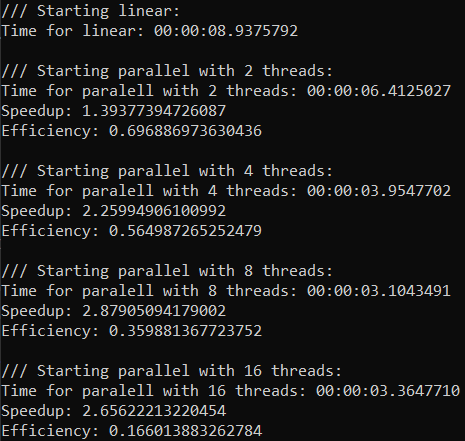 /// Starting linear:
Time for linear: 00:00:08.9375792
/// Starting parallel with 2 threads:
Time for paralell with 2 threads: 00:00:06.4125027
Speedup: 1.39377394726087
Efficiency: 0.696886973630436
/// Starting parallel with 4 threads:
Time for paralell with 4 threads: 00:00:03.9547702
Speedup: 2.25994906100992
Efficiency: 0.564987265252479
/// Starting parallel with 8 threads:
Time for paralell with 8 threads: 00:00:03.1043491
Speedup: 2.87905094179002
Efficiency: 0.359881367723752
/// Starting parallel with 16 threads:
Time for paralell with 16 threads: 00:00:03.3647710
Speedup: 2.65622213220454
Efficiency: 0.166013883262784